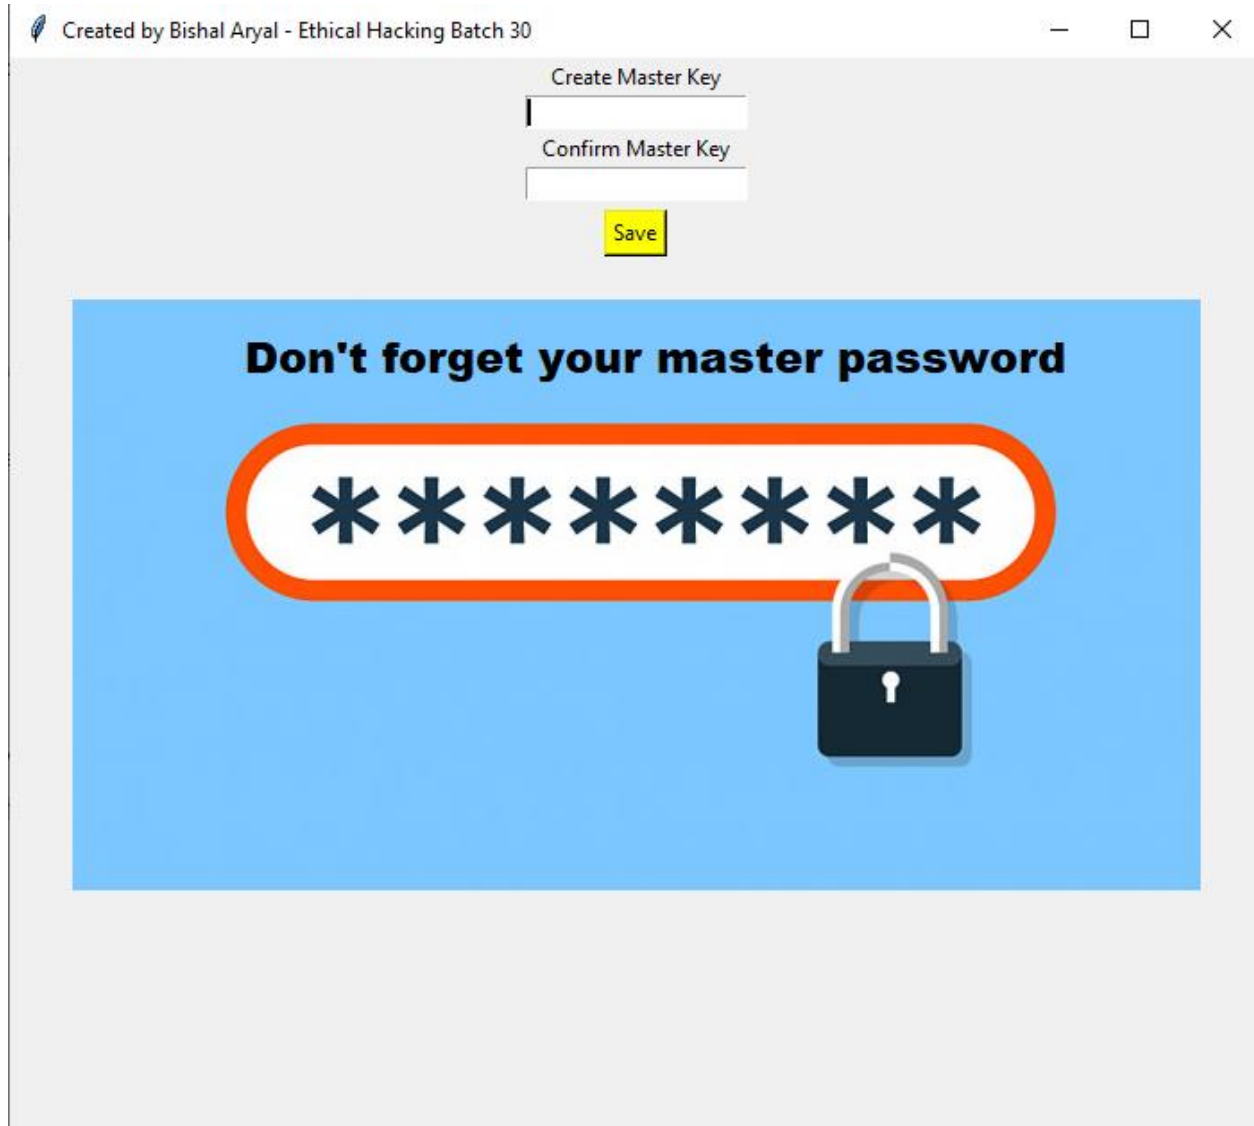 Created by Bishal Aryal - Ethical Hacking Batch 30
Create Master Key
Confirm Master Key
Save
Don't forget your master password
********